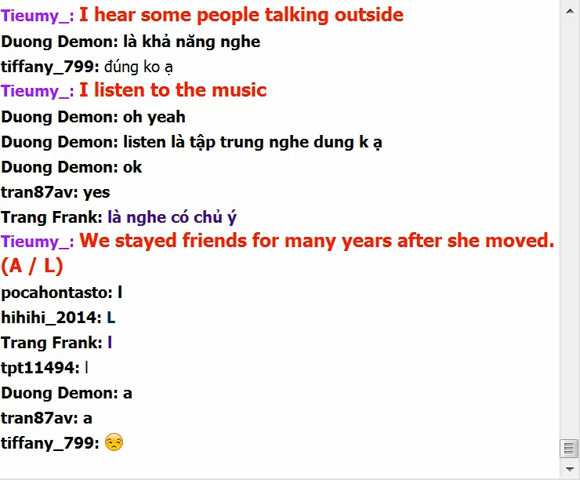 Tieumy_: I hear some people talking outside
Duong Demon: là khả năng nghe
tiffany_799: đúng ko ạ
Tieumy_: I listen to the music
Duong Demon: oh yeah
Duong Demon: listen là tập trung nghe dung k ạ
Duong Demon: ok
tran87av: yes
Trang Frank: là nghe có chủ ý
Tieumy_: We stayed friends for many years after she moved.
(A / L)
pocahontasto: l
hihihi_2014: L
Trang Frank: l
tpt11494: l
Duong Demon: a
tran87av: a
tiffany_799: